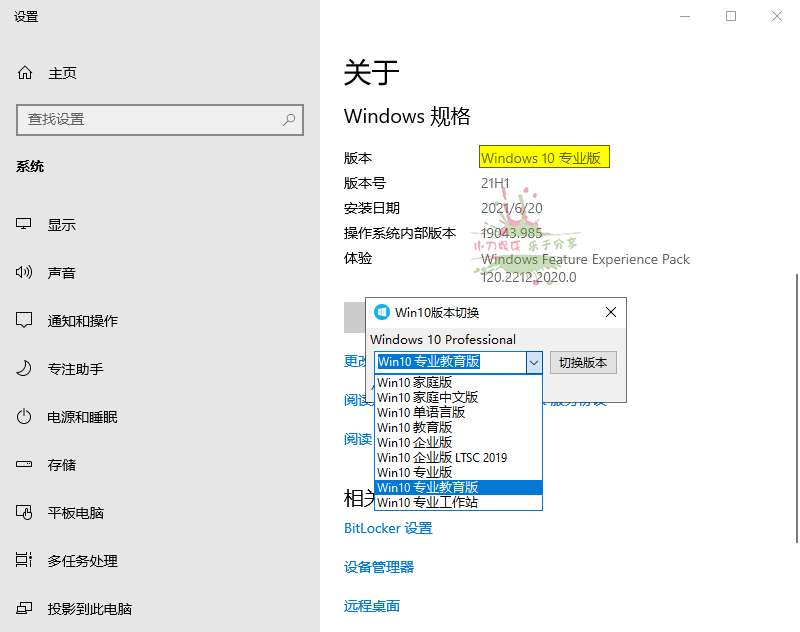 设置
主页
查找设置
系统
显示
声音
通知和操作
专注助手
电源和睡眠
存储
平板电脑
多任务处理
投影到此电脑
关于
Windows 规格
版本
Windows 10 专业版
版本号
21H1
安装日期
2021/6/20
操作系统内部版本
19043.985
小刀娱乐 乐于分享
体验
Windows Feature Experience Pack
120.2212.2020.0
Win10版本切换
Windows 10 Professional
更改
Win10 专业教育版
切换版本
Win10 家庭版
Win10 家庭中文版
Win10 单语言版
Win10 教育版
Win10 企业版
Win10 企业版 LTSC 2019
Win10 专业版
Win10 专业教育版
Win10 专业工作站
阅读
服务协议
阅读
相关
BitLocker 设置
设备管理器
远程桌面